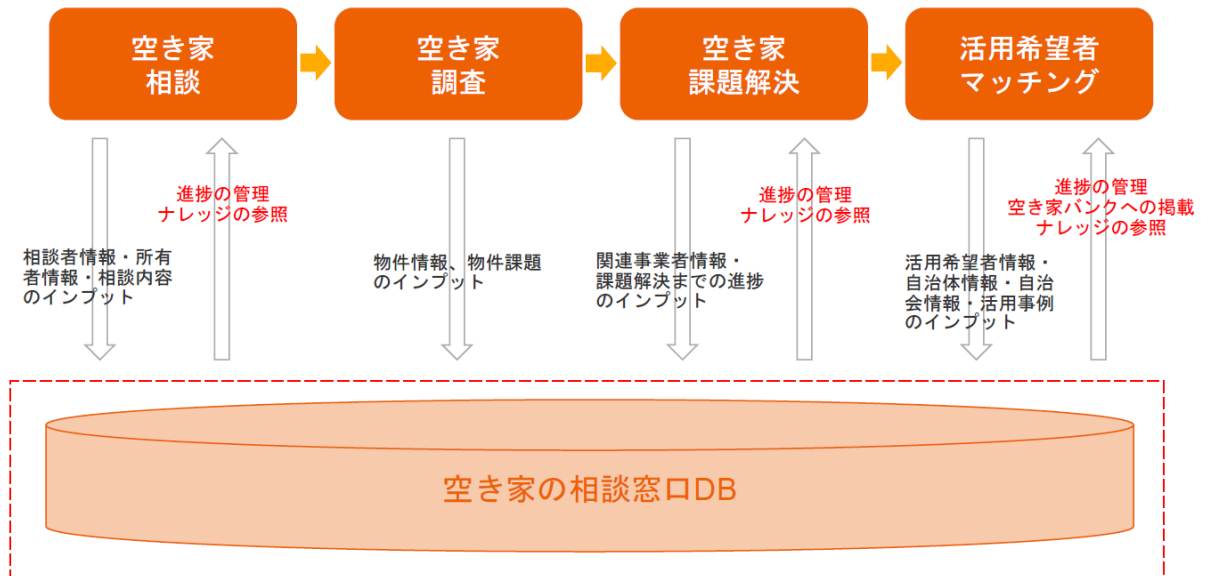 空き家
相談
空き家
調査
空き家
課題解決
活用希望者
マッチング
進捗の管理
ナレッジの参照
相談者情報・所有
者情報・相談内容
のインプット
物件情報、物件課題
のインプット
進捗の管理
ナレッジの参照
関連事業者情報・
課題解決までの進捗
のインプット
進捗の管理
空き家バンクへの掲載
ナレッジの参照
活用希望者情報・
自治体情報・自治
会情報・活用事例
のインプット
空き家の相談窓口DB